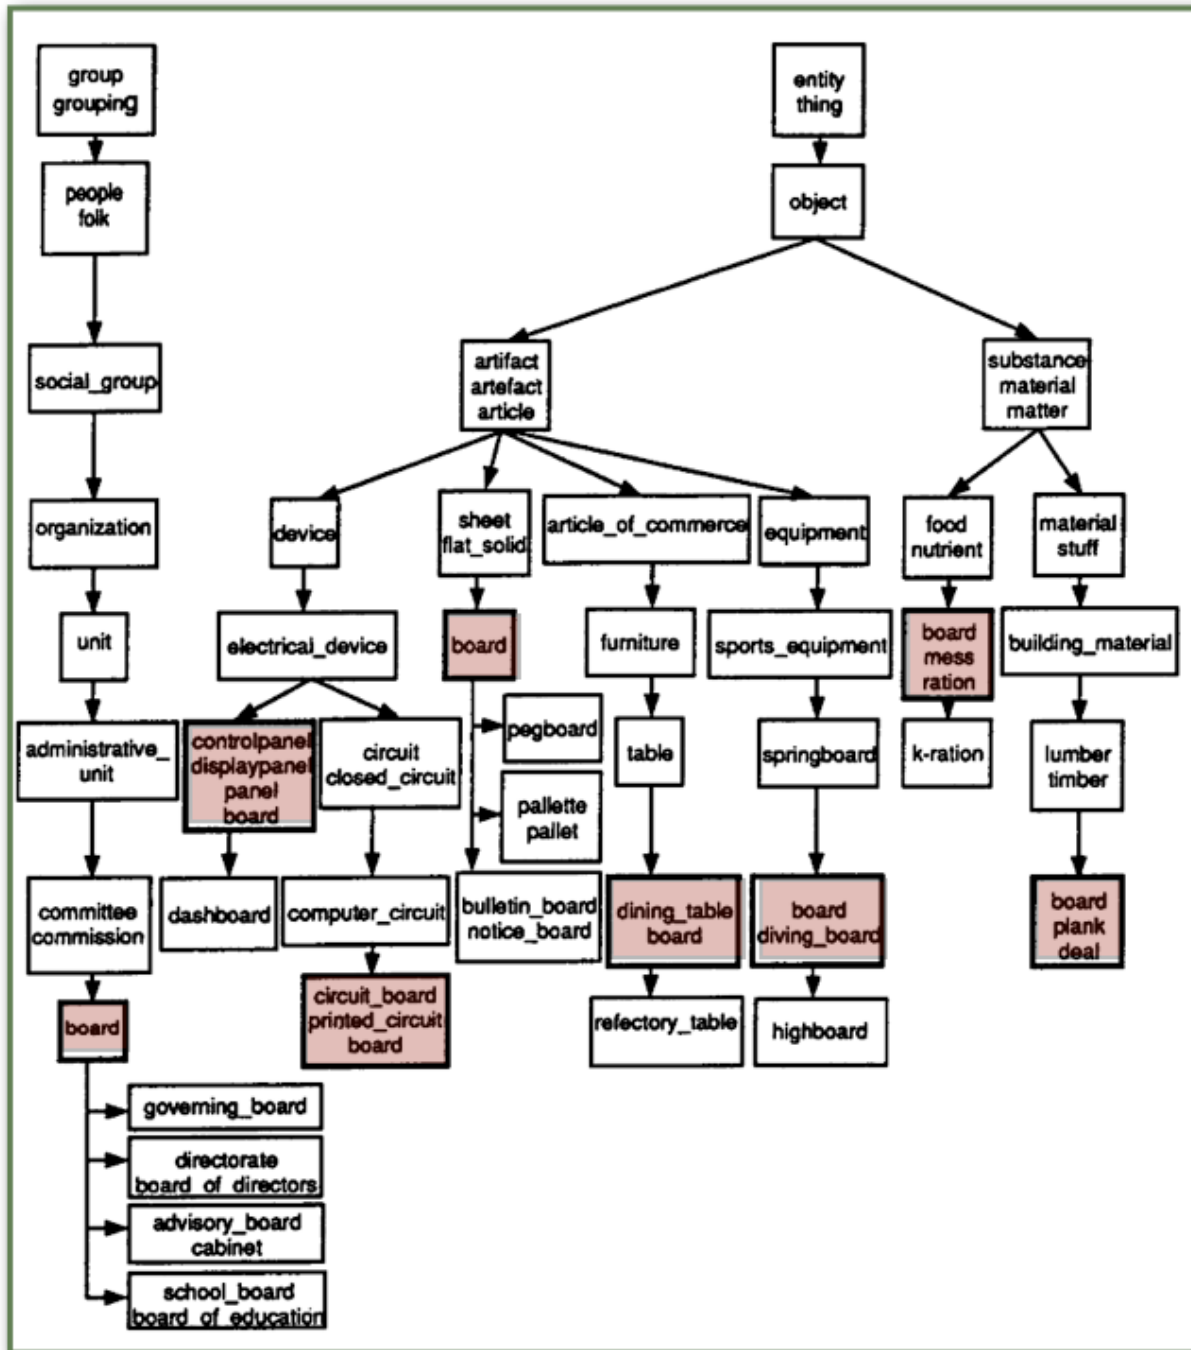 group
grouping
entity
thing
people
folk
object
social_group
artifact
artefact
article
substance
material
matter
organization
device
sheet
flat_solid
article_of_commerce
equipment
food
nutrient
material
stuff
unit
electrical_device
board
furniture
sports_equipment
board
mess
ration
building_material
administrative_
unit
controlpanel
displaypanel
panel
board
circuit
closed_circuit
pegboard
table
springboard
k-ration
lumber
timber
pallette
pallet
committee
commission
dashboard
computer_circuit
bulletin_board
notice_board
dining_table
board
board
diving_board
board
plank
deal
board
circuit_board
printed_circuit
board
refectory_table
highboard
governing_board
directorate
board_of_directors
advisory_board
cabinet
school_board
board_of_education